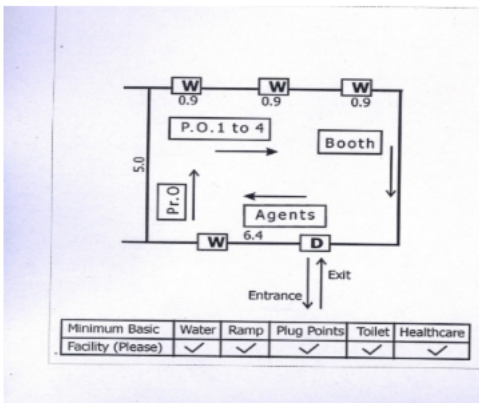 W W W
0.9 0.9 0.9
P.O.1 to 4
Booth
5.0
Pr.O
Agents
W 6.4 D
Exit
Entrance
Minimum Basic Water Ramp Plug Points Toilet Healthcare
Facility (Please) ✓ ✓ ✓ ✓ ✓